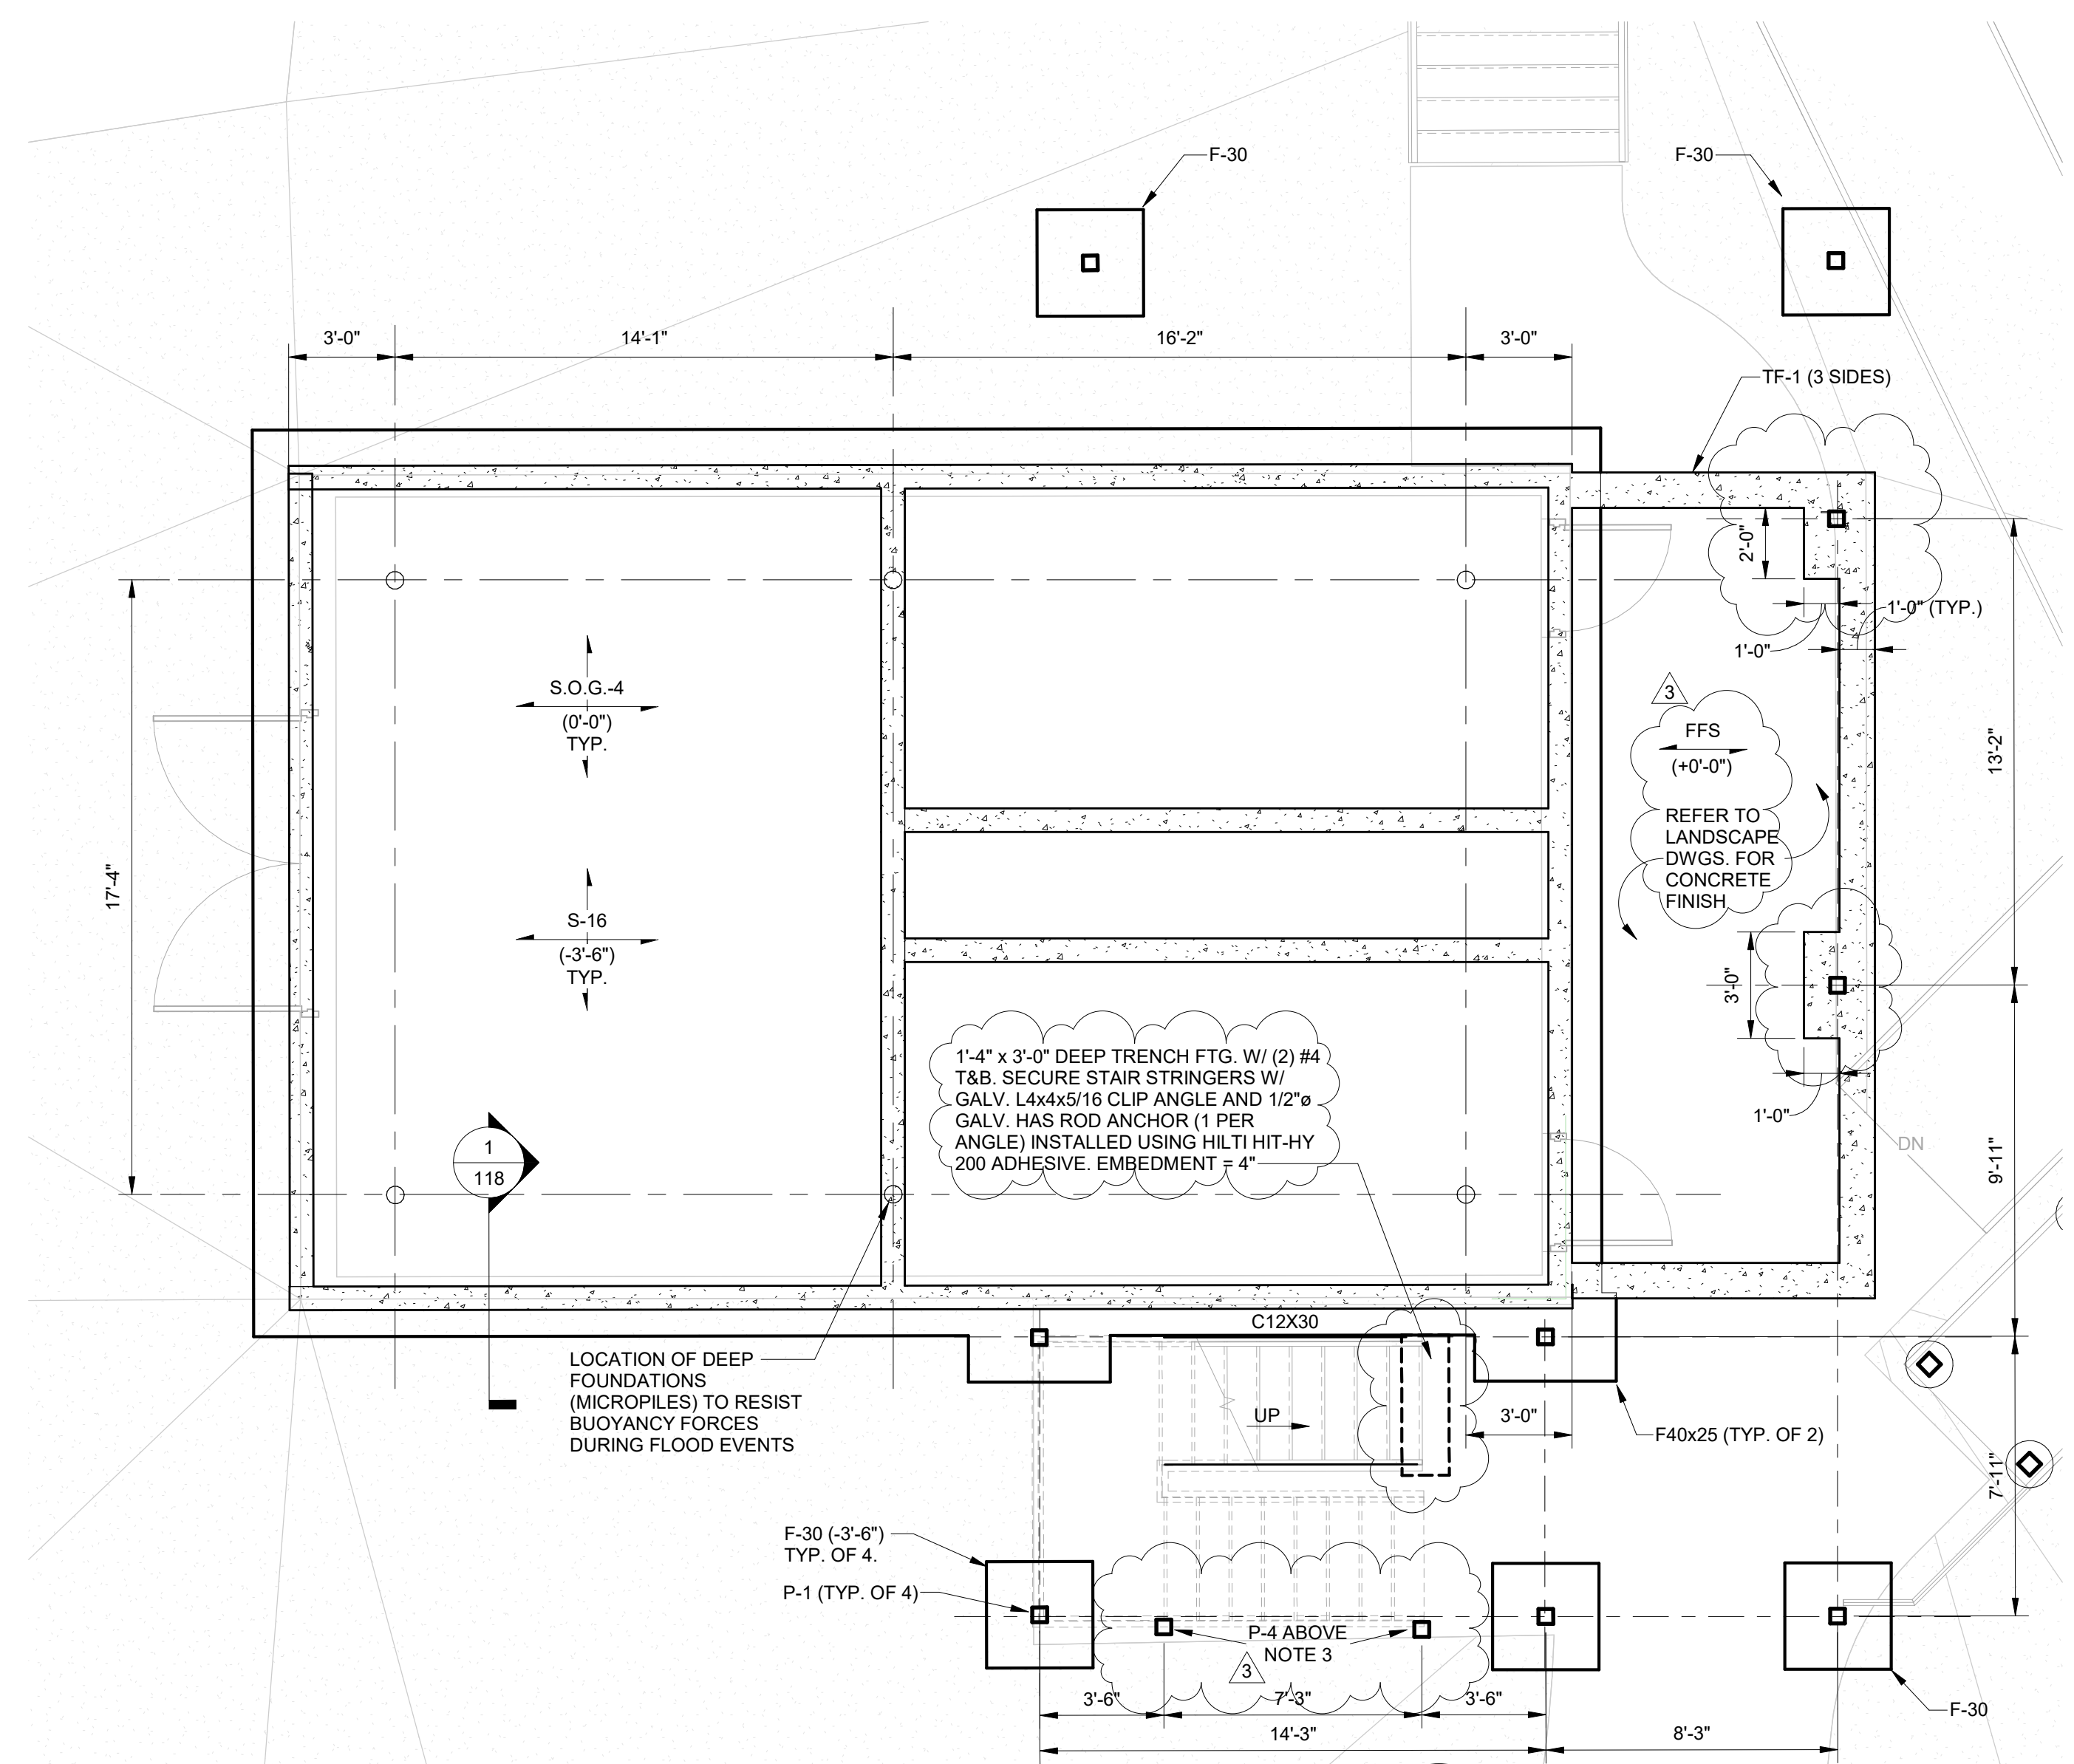 F-30
F-30
3'-0"
14'-1"
16'-2"
3'-0"
TF-1 (3 SIDES)
2'-0"
1'-0" (TYP.)
1'-0"
S.O.G.-4
(0'-0")
TYP.
3
FFS
(+0'-0")
REFER TO
LANDSCAPE
DWGS. FOR
CONCRETE
FINISH
13'-2"
17'-4"
S-16
(-3'-6")
TYP.
3'-0"
1'-4" x 3'-0" DEEP TRENCH FTG. W/ (2) #4
T&B. SECURE STAIR STRINGERS W/
GALV. L4x4x5/16 CLIP ANGLE AND 1/2"ø
GALV. HAS ROD ANCHOR (1 PER
ANGLE) INSTALLED USING HILTI HIT-HY
200 ADHESIVE. EMBEDMENT = 4"
1'-0"
DN
9'-11"
1
118
C12X30
LOCATION OF DEEP
FOUNDATIONS
(MICROPILES) TO RESIST
BUOYANCY FORCES
DURING FLOOD EVENTS
UP
3'-0"
F40x25 (TYP. OF 2)
7'-11"
F-30 (-3'-6")
TYP. OF 4.
P-1 (TYP. OF 4)
P-4 ABOVE
NOTE 3
3
3'-6"
7'-3"
3'-6"
F-30
14'-3"
8'-3"